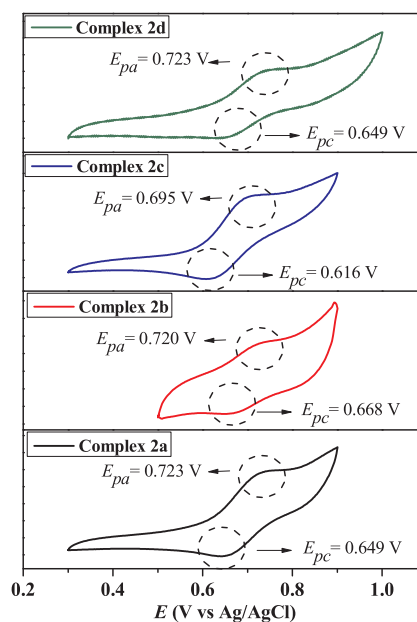 Complex 2d
Epa= 0.723 V
Epc= 0.649 V
Complex 2c
Epa= 0.695 V
Epc= 0.616 V
Complex 2b
Epa= 0.720 V
Epc= 0.668 V
Complex 2a
Epa= 0.723 V
Epc= 0.649 V
0.2 0.4 0.6 0.8 1.0
E (V vs Ag/AgCl)